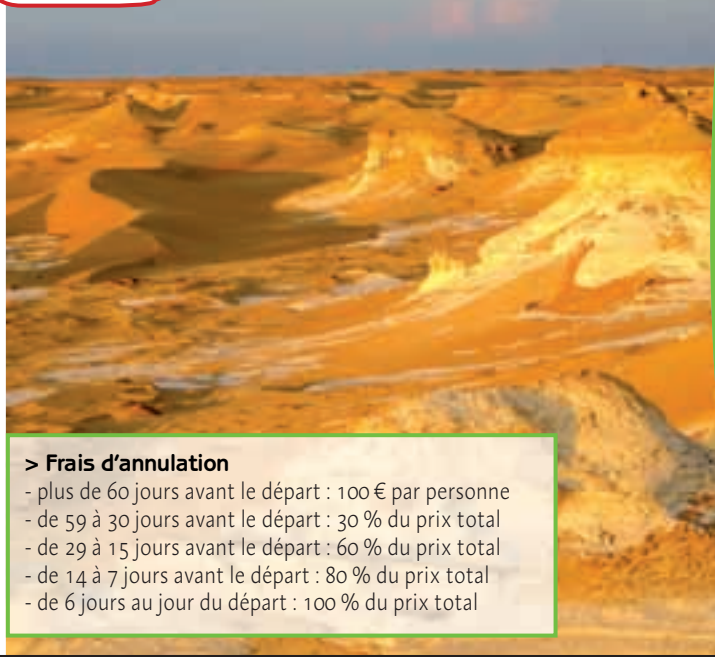 > Frais d'annulation
- plus de 60 jours avant le départ : 100 € par personne
- de 59 à 30 jours avant le départ : 30 % du prix total
- de 29 à 15 jours avant le départ : 60 % du prix total
- de 14 à 7 jours avant le départ : 80 % du prix total
- de 6 jours au jour du départ : 100 % du prix total